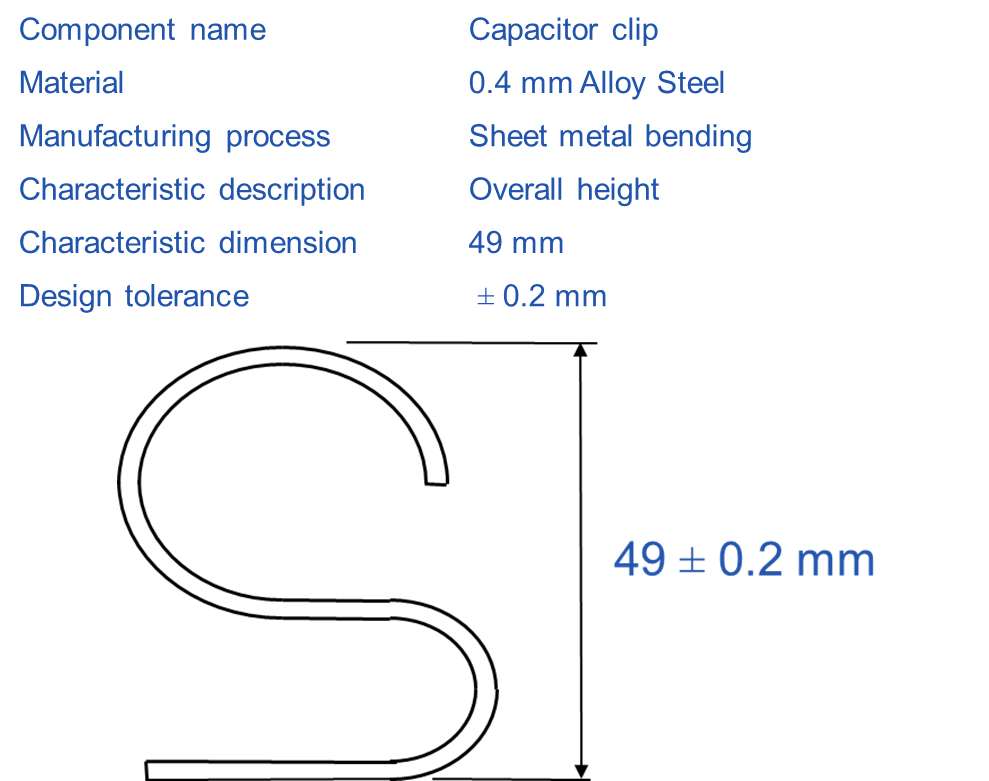 Component name Capacitor clip
Material 0.4 mm Alloy Steel
Manufacturing process Sheet metal bending
Characteristic description Overall height
Characteristic dimension 49 mm
Design tolerance ± 0.2 mm
49 ± 0.2 mm